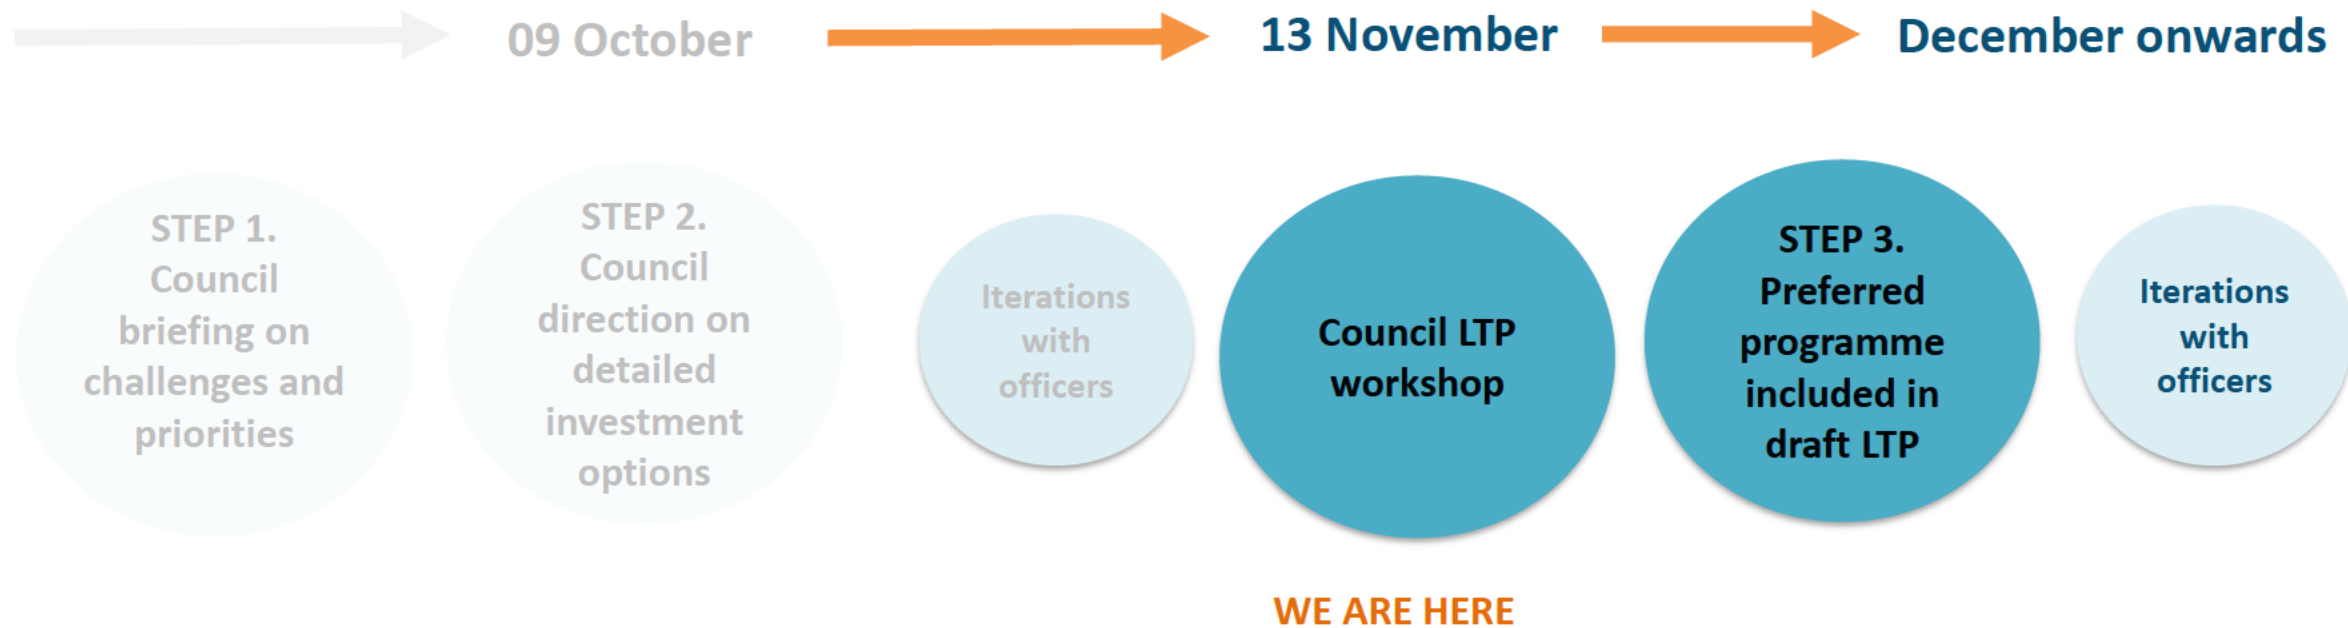 09 October
13 November
December onwards
STEP 1.
Council
briefing on
challenges and
priorities
STEP 2.
Council
direction on
detailed
investment
options
Iterations
with
officers
Council LTP
workshop
STEP 3.
Preferred
programme
included in
draft LTP
Iterations
with
officers
WE ARE HERE